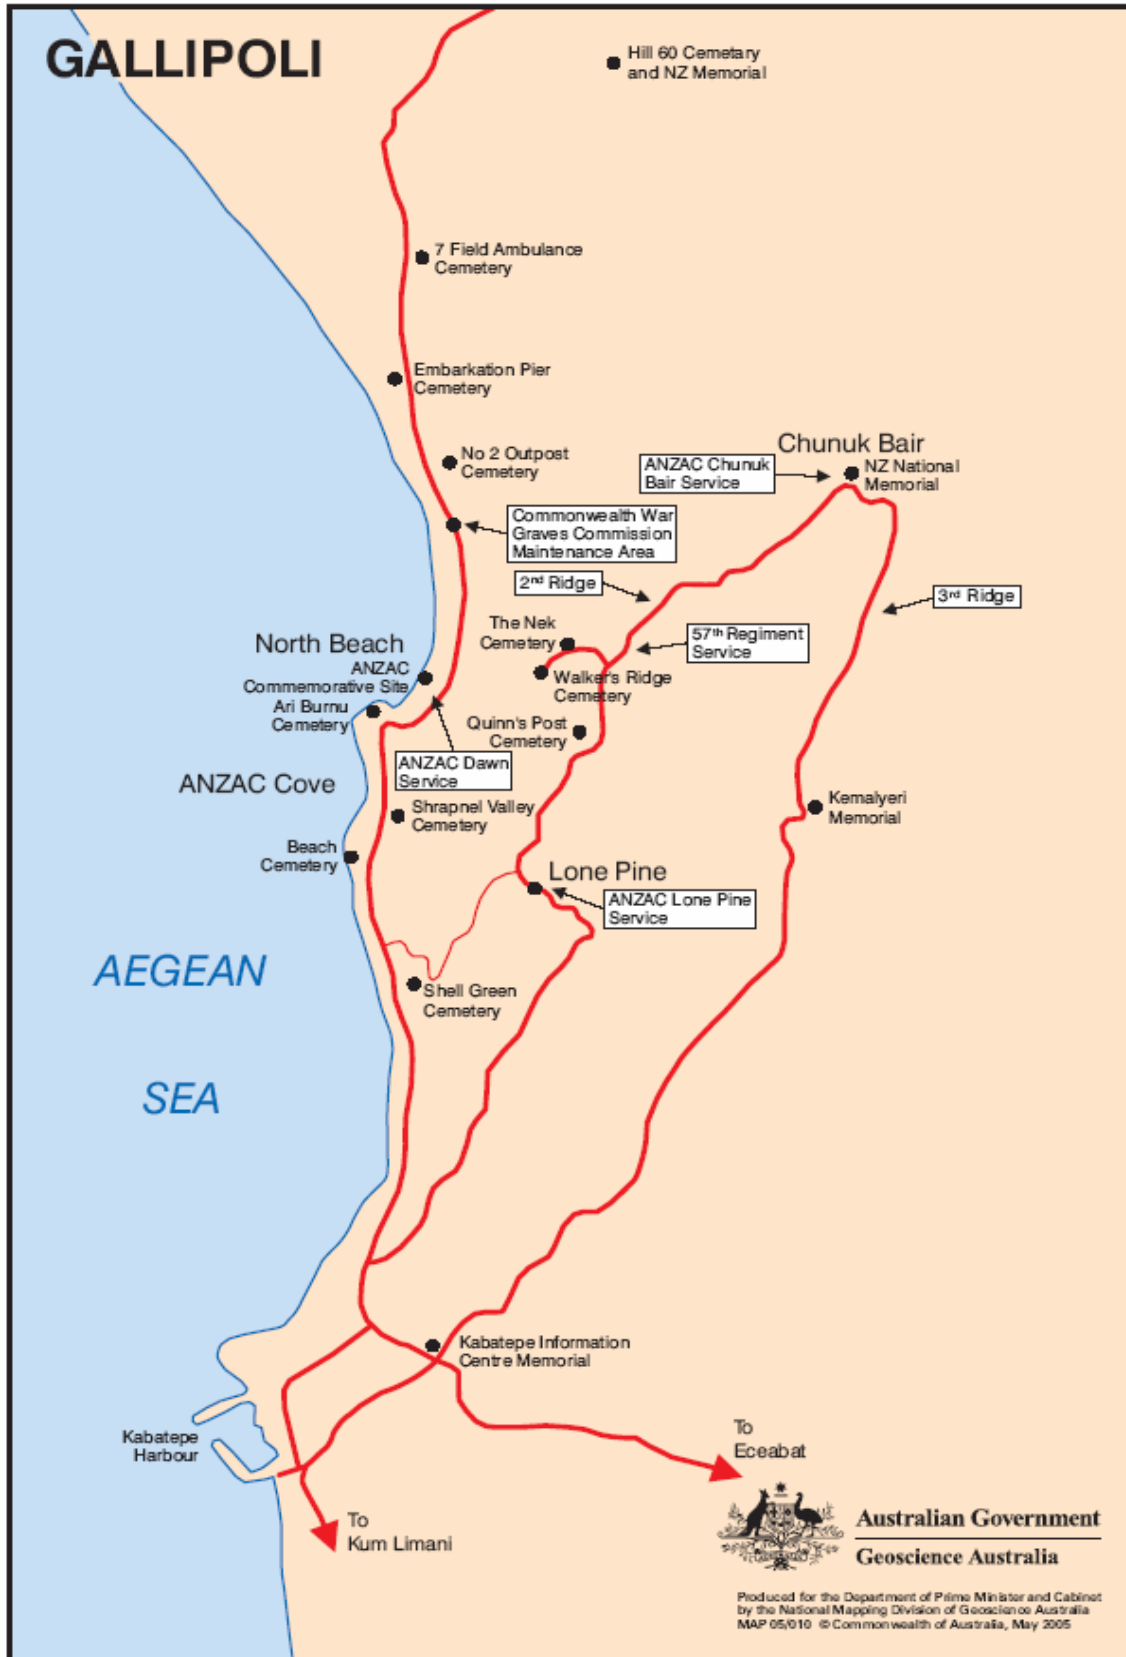 GALLIPOLI
Hill 60 Cemetary
and NZ Memorial
7 Field Ambulance
Cemetery
Embarkation Pier
Cemetery
No 2 Outpost
Cemetery
Chunuk Bair
ANZAC Chunuk
Bair Service
NZ National
Memorial
Commonwealth War
Graves Commission
Maintenance Area
2nd Ridge
3rd Ridge
The Nek
Cemetery
57th Regiment
Service
North Beach
ANZAC
Commemorative Site
Walker's Ridge
Cemetery
Ari Burnu
Cemetery
Quinn's Post
Cemetery
ANZAC Dawn
Service
ANZAC Cove
Shrapnel Valley
Cemetery
Kemalyeri
Memorial
Beach
Cemetery
Lone Pine
ANZAC Lone Pine
Service
AEGEAN
SEA
Shell Green
Cemetery
Kabatepe Information
Centre Memorial
Kabatepe
Harbour
To
Eceabat
To
Kum Limani
Australian Government
Geoscience Australia
Produced for the Department of Prime Minister and Cabinet
by the National Mapping Division of Geoscience Australia
MAP 05/010 © Commonwealth of Australia, May 2005